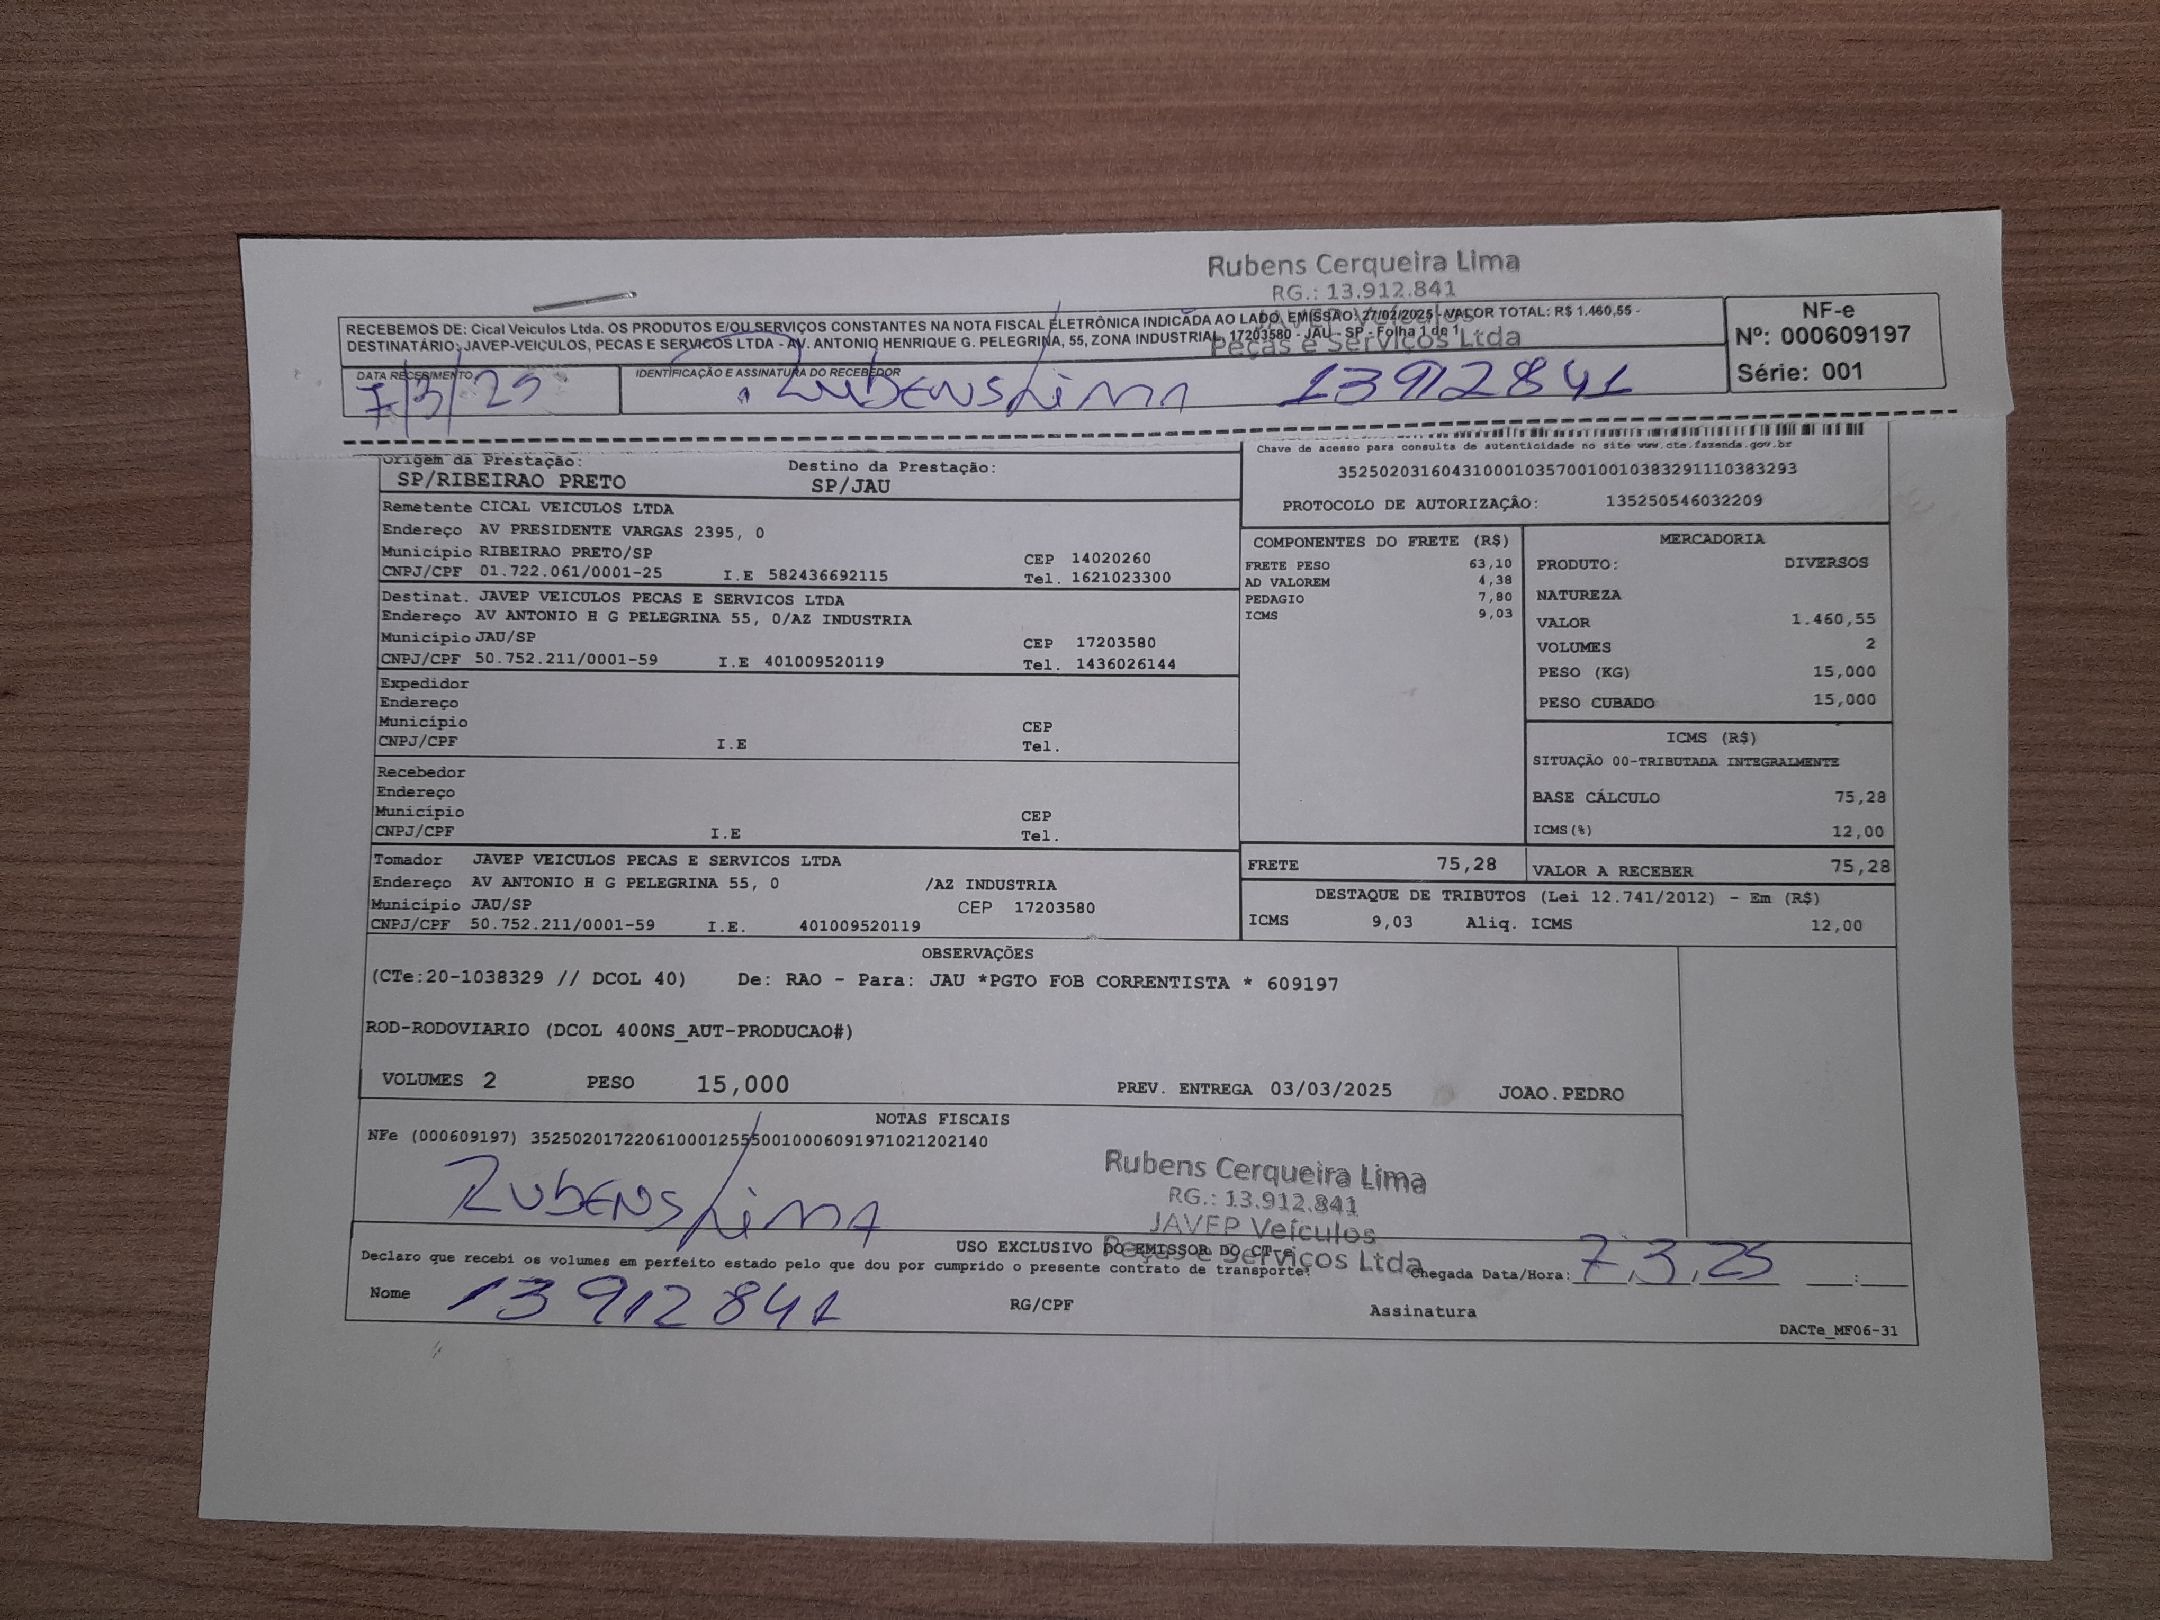 Rubens Cerqueira Lima
RG.: 13.912.841
JAVEP Veículos
Peças e Serviços Ltda
RECEBEMOS DE: Cical Veiculos Ltda. OS PRODUTOS E/OU SERVIÇOS CONSTANTES NA NOTA FISCAL ELETRÔNICA INDICADA AO LADO. EMISSAO: 27/02/2025 - VALOR TOTAL: R$ 1.460,55 -
DESTINATÁRIO: JAVEP-VEICULOS, PECAS E SERVICOS LTDA - AV. ANTONIO HENRIQUE G. PELEGRINA, 55, ZONA INDUSTRIAL, 17203580 - JAU - SP - Folha 1 de 1
NF-e
Nº: 000609197
Série: 001
DATA RECEBIMENTO
7/3/25
IDENTIFICAÇÃO E ASSINATURA DO RECEBEDOR
Rubens Lima 13912841
Chave de acesso para consulta de autenticidade no site www.cte.fazenda.gov.br
35250203160431000103570010010383291110383293
PROTOCOLO DE AUTORIZAÇÃO: 135250546032209
Origem da Prestação: Destino da Prestação:
SP/RIBEIRAO PRETO SP/JAU
Remetente CICAL VEICULOS LTDA
Endereço AV PRESIDENTE VARGAS 2395, 0
Município RIBEIRAO PRETO/SP CEP 14020260
CNPJ/CPF 01.722.061/0001-25 I.E 582436692115 Tel. 1621023300
Destinat. JAVEP VEICULOS PECAS E SERVICOS LTDA
Endereço AV ANTONIO H G PELEGRINA 55, 0/AZ INDUSTRIA
Município JAU/SP CEP 17203580
CNPJ/CPF 50.752.211/0001-59 I.E 401009520119 Tel. 1436026144
Expedidor
Endereço
Município CEP
CNPJ/CPF I.E Tel.
Recebedor
Endereço
Município CEP
CNPJ/CPF I.E Tel.
Tomador JAVEP VEICULOS PECAS E SERVICOS LTDA
Endereço AV ANTONIO H G PELEGRINA 55, 0 /AZ INDUSTRIA
Município JAU/SP CEP 17203580
CNPJ/CPF 50.752.211/0001-59 I.E. 401009520119
COMPONENTES DO FRETE (R$)
FRETE PESO 63,10
AD VALOREM 4,38
PEDAGIO 7,80
ICMS 9,03
MERCADORIA
PRODUTO: DIVERSOS
NATUREZA
VALOR 1.460,55
VOLUMES 2
PESO (KG) 15,000
PESO CUBADO 15,000
ICMS (R$)
SITUAÇÃO 00-TRIBUTADA INTEGRALMENTE
BASE CÁLCULO 75,28
ICMS(%) 12,00
FRETE 75,28 VALOR A RECEBER 75,28
DESTAQUE DE TRIBUTOS (Lei 12.741/2012) - Em (R$)
ICMS 9,03 Aliq. ICMS 12,00
OBSERVAÇÕES
(CTe:20-1038329 // DCOL 40) De: RAO - Para: JAU *PGTO FOB CORRENTISTA * 609197
ROD-RODOVIARIO (DCOL 400NS_AUT-PRODUCAO#)
VOLUMES 2 PESO 15,000 PREV. ENTREGA 03/03/2025 JOAO.PEDRO
NOTAS FISCAIS
NFe (000609197) 35250201722061000125550010006091971021202140
Rubens Lima
Rubens Cerqueira Lima
RG.: 13.912.841
JAVEP Veículos
Peças e Serviços Ltda
USO EXCLUSIVO DO EMISSOR DO CT-e
Declaro que recebi os volumes em perfeito estado pelo que dou por cumprido o presente contrato de transporte. Chegada Data/Hora: 7/3/25 __:__
Nome 13912841 RG/CPF Assinatura
DACTe_MF06-31